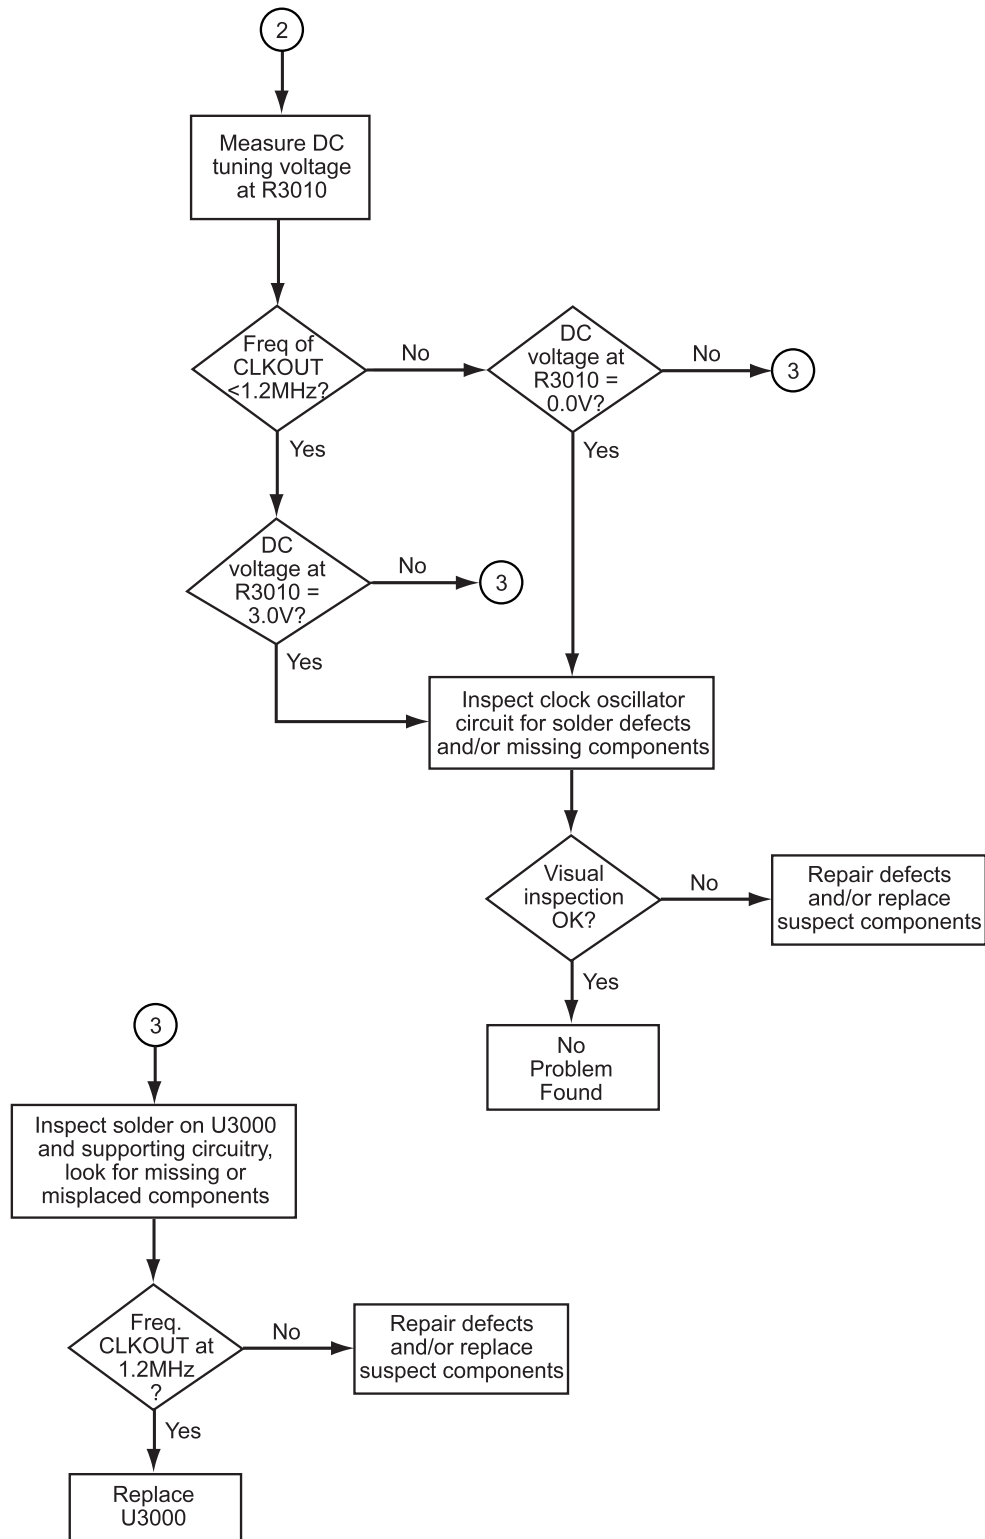 2
Measure DC
tuning voltage
at R3010
Freq of
CLKOUT
<1.2MHz?
No
DC
voltage at
R3010 =
0.0V?
No
3
Yes
Yes
DC
voltage at
R3010 =
3.0V?
No
3
Yes
Inspect clock oscillator
circuit for solder defects
and/or missing components
Visual
inspection
OK?
No
Repair defects
and/or replace
suspect components
Yes
No
Problem
Found
3
Inspect solder on U3000
and supporting circuitry,
look for missing or
misplaced components
Freq.
CLKOUT at
1.2MHz
?
No
Repair defects
and/or replace
suspect components
Yes
Replace
U3000